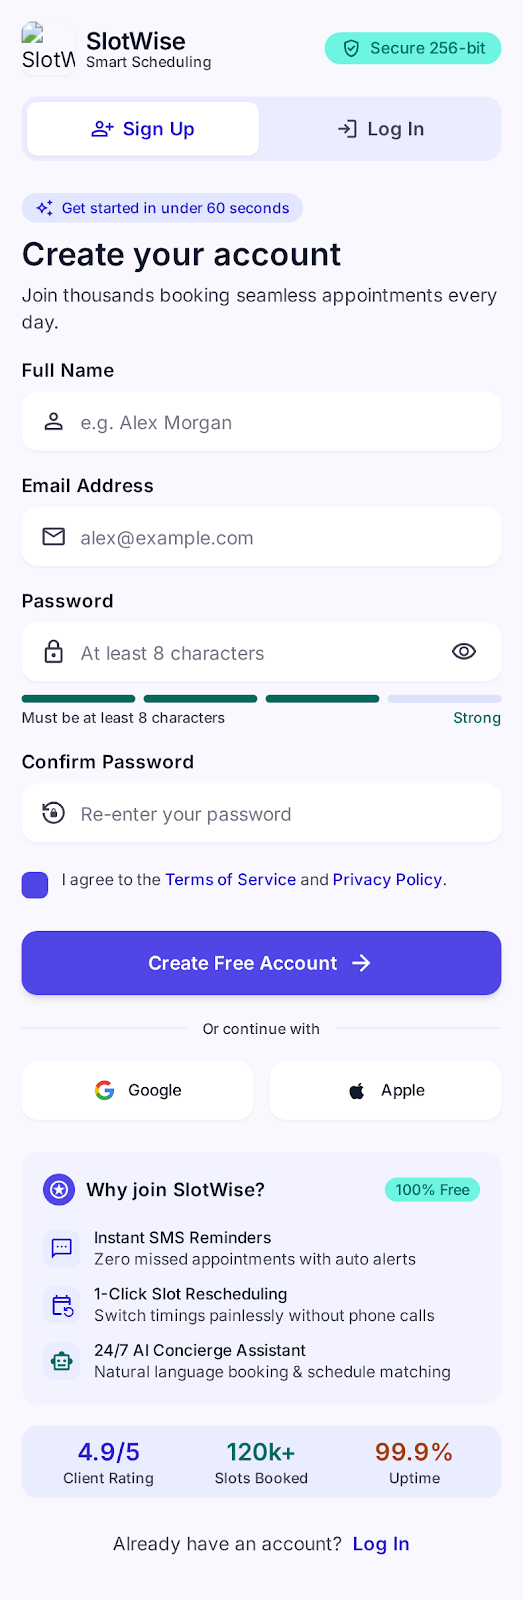 SlotW
SlotWise
Smart Scheduling
Secure 256-bit
Sign Up
Log In
Get started in under 60 seconds
Create your account
Join thousands booking seamless appointments every
day.
Full Name
e.g. Alex Morgan
Email Address
alex@example.com
Password
At least 8 characters
Must be at least 8 characters
Strong
Confirm Password
Re-enter your password
I agree to the Terms of Service and Privacy Policy.
Create Free Account
Or continue with
Google
Apple
Why join SlotWise?
100% Free
Instant SMS Reminders
Zero missed appointments with auto alerts
1-Click Slot Rescheduling
Switch timings painlessly without phone calls
24/7 AI Concierge Assistant
Natural language booking & schedule matching
4.9/5
Client Rating
120k+
Slots Booked
99.9%
Uptime
Already have an account? Log In